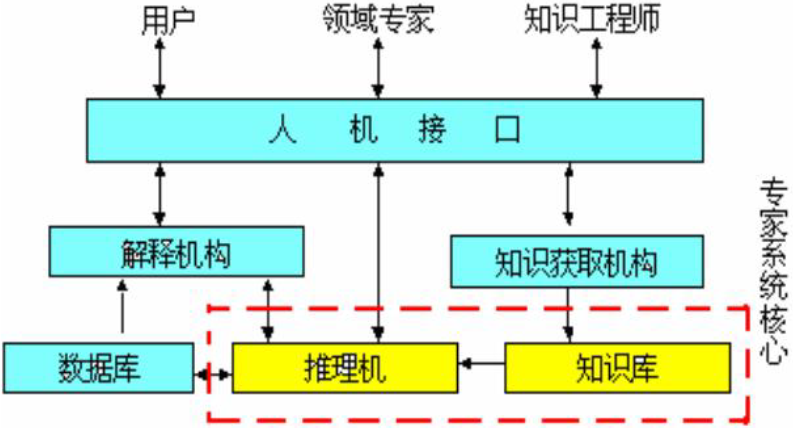 用户 领域专家 知识工程师
人机接口
解释机构
知识获取机构
数据库 推理机 知识库
专家系统核心